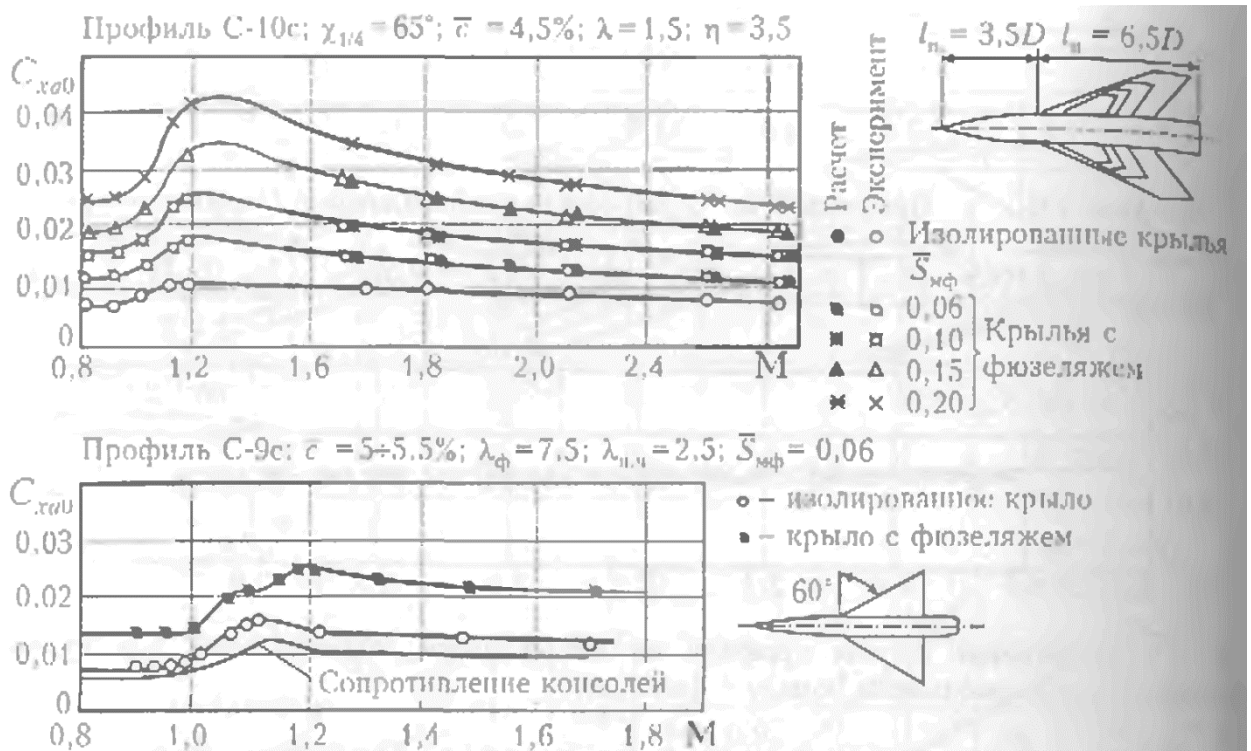 Профиль С-10с; χ1/4 = 65°; c̅ = 4,5%; λ = 1,5; η = 3,5
lн. = 3,5D lц = 6,5D
Cxa0
0,04
0,03
0,02
0,01
0
0,8 1,2 1,6 1,8 2,0 2,4 М
Расчет
Эксперимент
Изолированные крылья
S̅мф
0,06
0,10
0,15
0,20
Крылья с
фюзеляжем
Профиль С-9с; c̅ = 5÷5.5%; λф = 7,5; λн.ч = 2.5; S̅мф = 0,06
Cxa0
0,03
0,02
0,01
0
0,8 1,0 1,2 1,4 1,6 1,8 М
Сопротивление консолей
изолированное крыло
крыло с фюзеляжем
60°